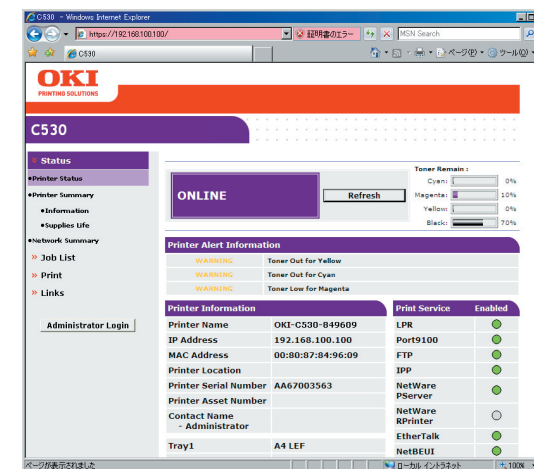 C530 - Windows Internet Explorer
https://192.168.100.100/
証明書のエラー
MSN Search
C530
ページ(P)
ツール(O)
OKI
PRINTING SOLUTIONS
C530
Status
Printer Status
Printer Summary
Information
Supplies Life
Network Summary
» Job List
» Print
» Links
Administrator Login
ONLINE
Refresh
Toner Remain :
Cyan: 0%
Magenta: 10%
Yellow: 0%
Black: 70%
Printer Alert Information
WARNING Toner Out for Yellow
WARNING Toner Out for Cyan
WARNING Toner Low for Magenta
Printer Information
Printer Name OKI-C530-849609
IP Address 192.168.100.100
MAC Address 00:80:87:84:96:09
Printer Location
Printer Serial Number AA67003563
Printer Asset Number
Contact Name
- Administrator
Tray1 A4 LEF
Print Service Enabled
LPR
Port9100
FTP
IPP
NetWare
PServer
NetWare
RPrinter
EtherTalk
NetBEUI
ページが表示されました
ローカル イントラネット
100%